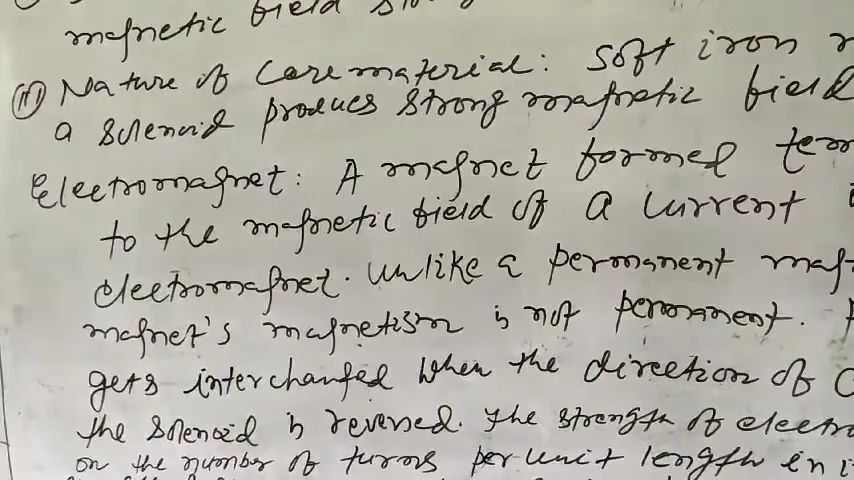 magnetic field
(ii) Nature of Core material: Soft iron
a solenoid produces strong magnetic field
Electromagnet: A magnet formed
to the magnetic field of a current
electromagnet. Unlike a permanent
magnet's magnetism is not permanent.
gets interchanged when the direction of
the solenoid is reversed. The strength of electro
on the number of turns per unit length in